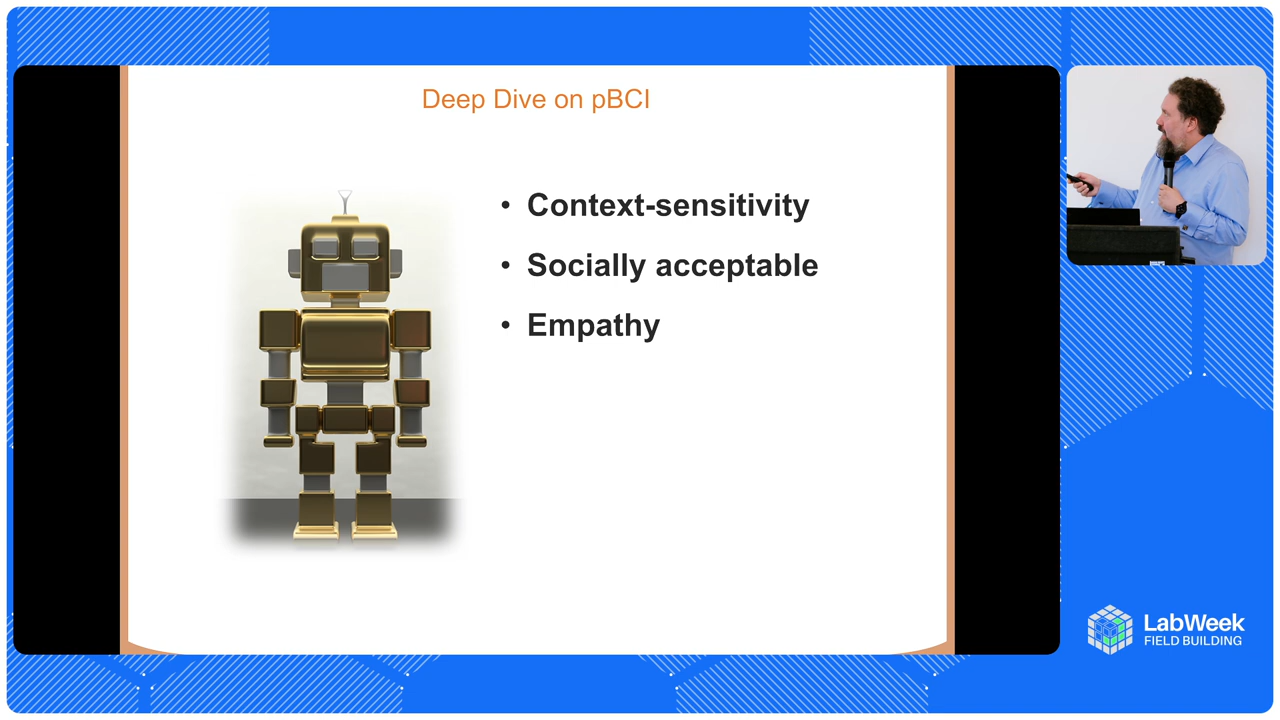 Deep Dive on pBCI
• Context-sensitivity
• Socially acceptable
• Empathy
LabWeek
FIELD BUILDING